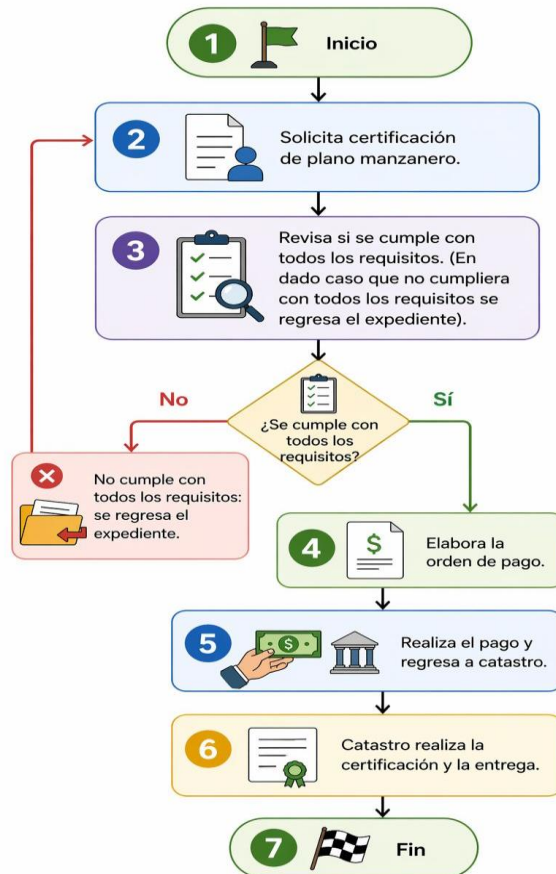 1 Inicio
2 Solicita certificación
de plano manzanero.
3 Revisa si se cumple con
todos los requisitos. (En
dado caso que no cumpliera
con todos los requisitos se
regresa el expediente).
No
Sí
¿Se cumple con
todos los
requisitos?
No cumple con
todos los requisitos:
se regresa el
expediente.
4 $ Elabora la
orden de pago.
5 $ Realiza el pago y
regresa a catastro.
6 Catastro realiza la
certificación y la entrega.
7 Fin